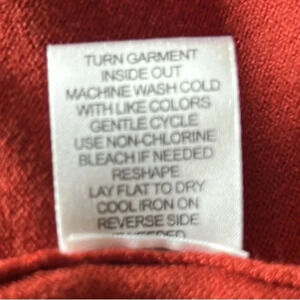 TURN GARMENT
INSIDE OUT
MACHINE WASH COLD
WITH LIKE COLORS
GENTLE CYCLE
USE NON-CHLORINE
BLEACH IF NEEDED
RESHAPE
LAY FLAT TO DRY
COOL IRON ON
REVERSE SIDE